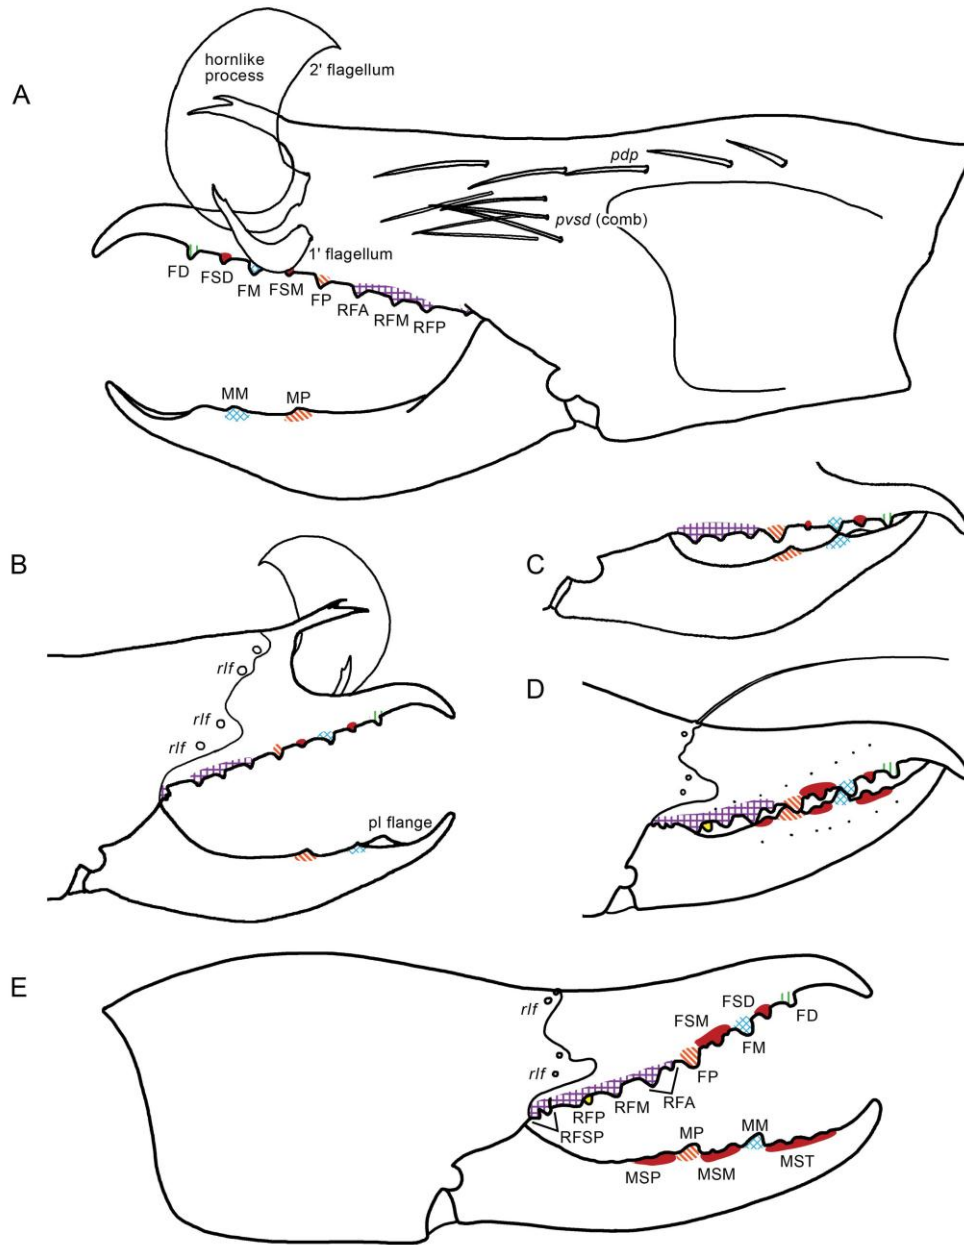 A
hornlike
process
2' flagellum
pdp
pvsd (comb)
1' flagellum
FD
FSD
FM
FSM
FP
RFA
RFM
RFP
MM
MP
B
rlf
rlf
pl flange
C
D
E
rlf
rlf
FSM
FSD
FD
FM
FP
RFA
RFM
RFP
RFSP
MP
MM
MSP
MSM
MST